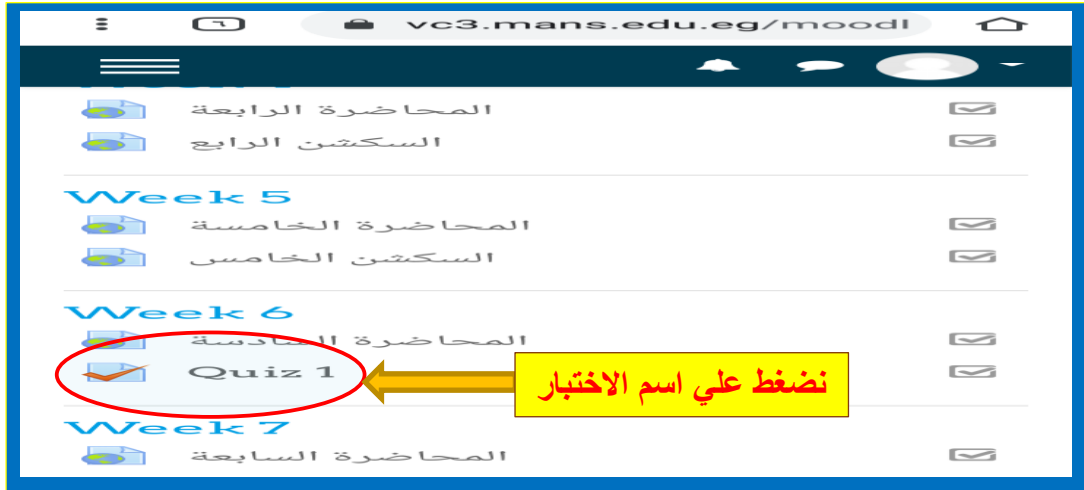 ٦
vc3.mans.edu.eg/moodl
المحاضرة الرابعة
السكشن الرابع
Week 5
المحاضرة الخامسة
السكشن الخامس
Week 6
المحاضرة السادسة
Quiz 1
نضغط علي اسم الاختبار
Week 7
المحاضرة السابعة